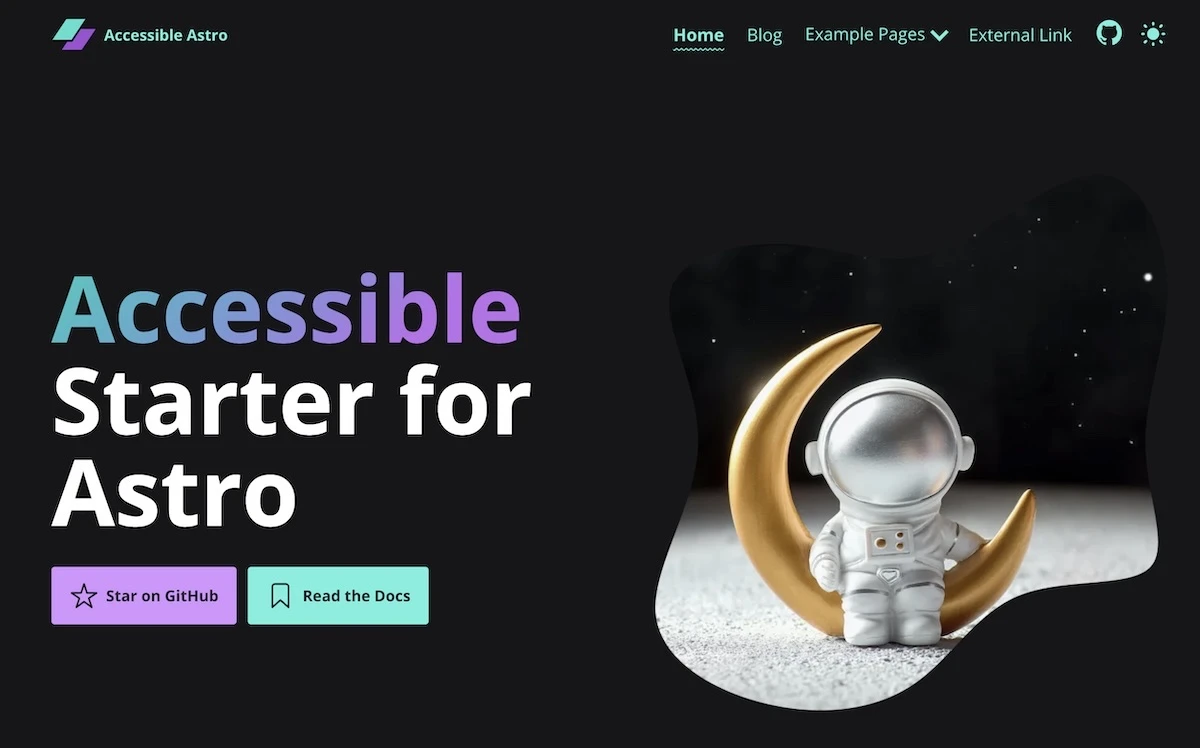 Accessible Astro
Home
Blog
Example Pages
External Link
Accessible
Starter for
Astro
Star on GitHub
Read the Docs